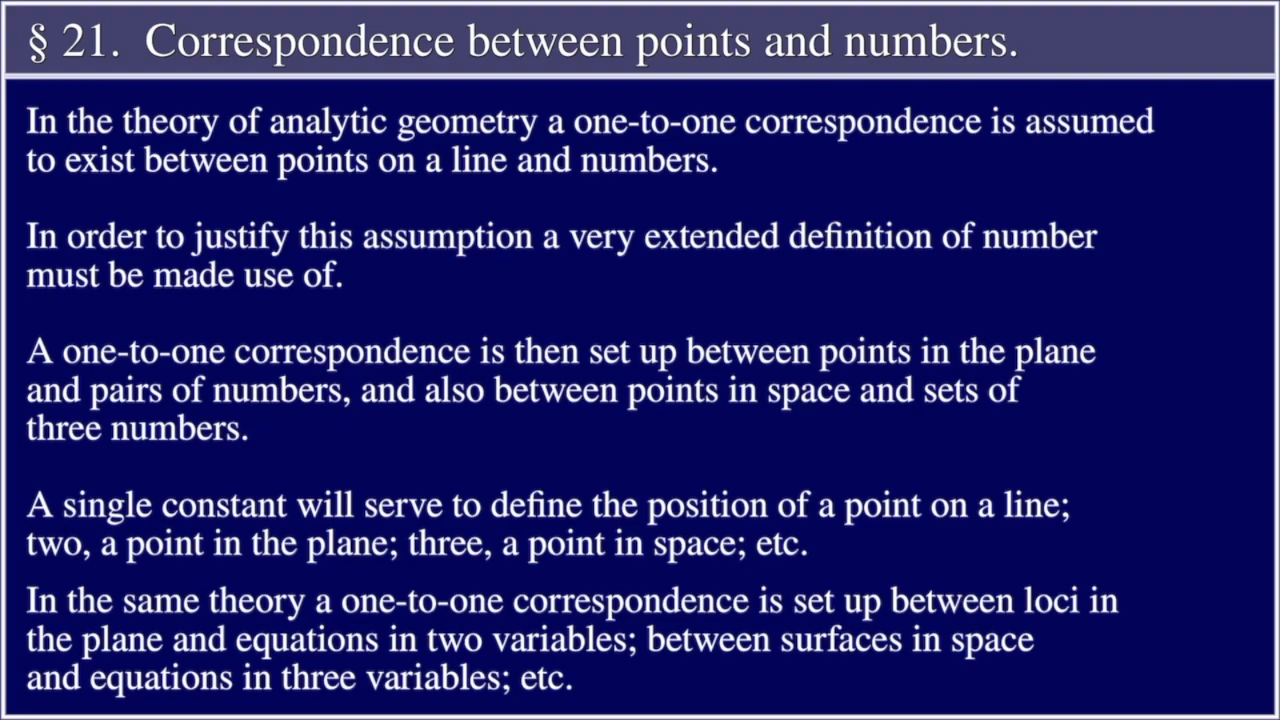 § 21. Correspondence between points and numbers.
In the theory of analytic geometry a one-to-one correspondence is assumed
to exist between points on a line and numbers.
In order to justify this assumption a very extended definition of number
must be made use of.
A one-to-one correspondence is then set up between points in the plane
and pairs of numbers, and also between points in space and sets of
three numbers.
A single constant will serve to define the position of a point on a line;
two, a point in the plane; three, a point in space; etc.
In the same theory a one-to-one correspondence is set up between loci in
the plane and equations in two variables; between surfaces in space
and equations in three variables; etc.